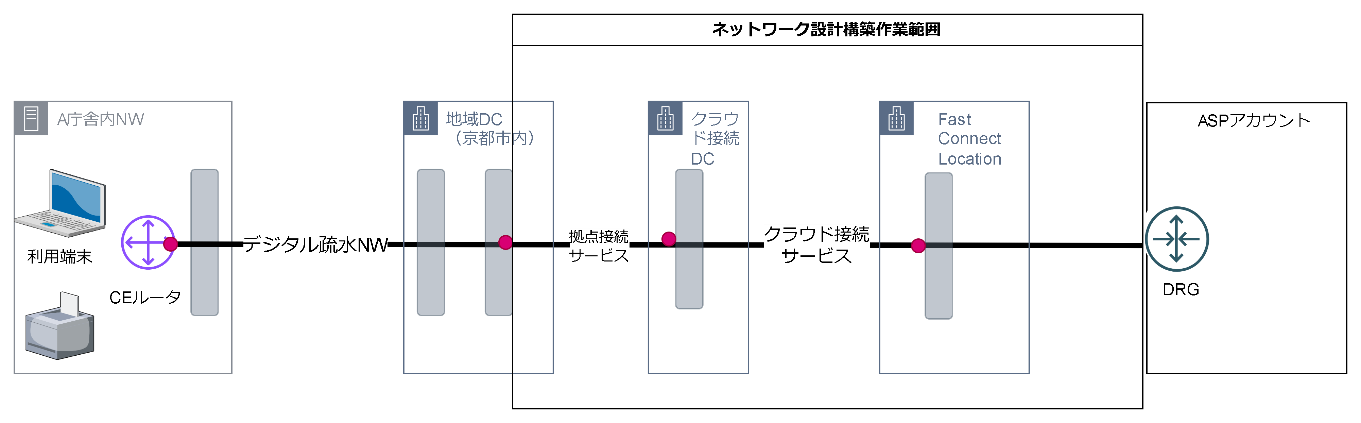 ネットワーク設計構築作業範囲
A庁舎内NW
利用端末
CEルータ
デジタル疏水NW
地域DC
（京都市内）
拠点接続
サービス
クラウ
ド接続
DC
クラウド接続
サービス
Fast
Connect
Location
ASPアカウント
DRG